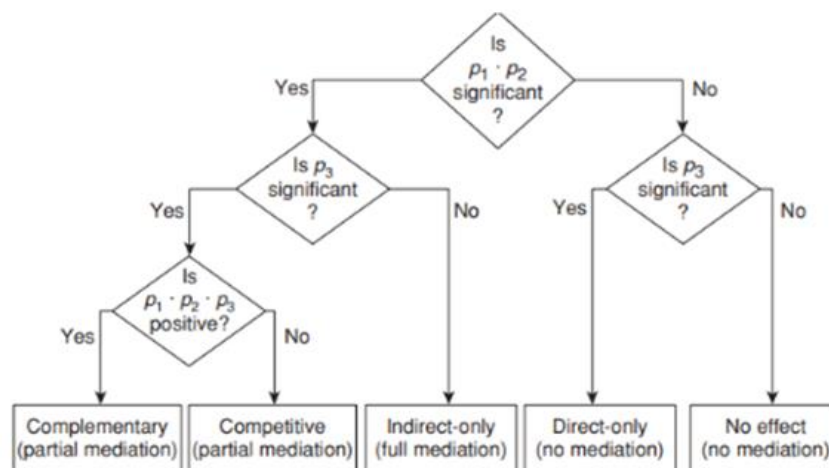 Is
p₁ · p₂
significant
?
Yes
No
Is p₃
significant
?
Is p₃
significant
?
Yes
No
Yes
No
Is
p₁ · p₂ · p₃
positive?
Yes
No
Complementary
(partial mediation)
Competitive
(partial mediation)
Indirect-only
(full mediation)
Direct-only
(no mediation)
No effect
(no mediation)